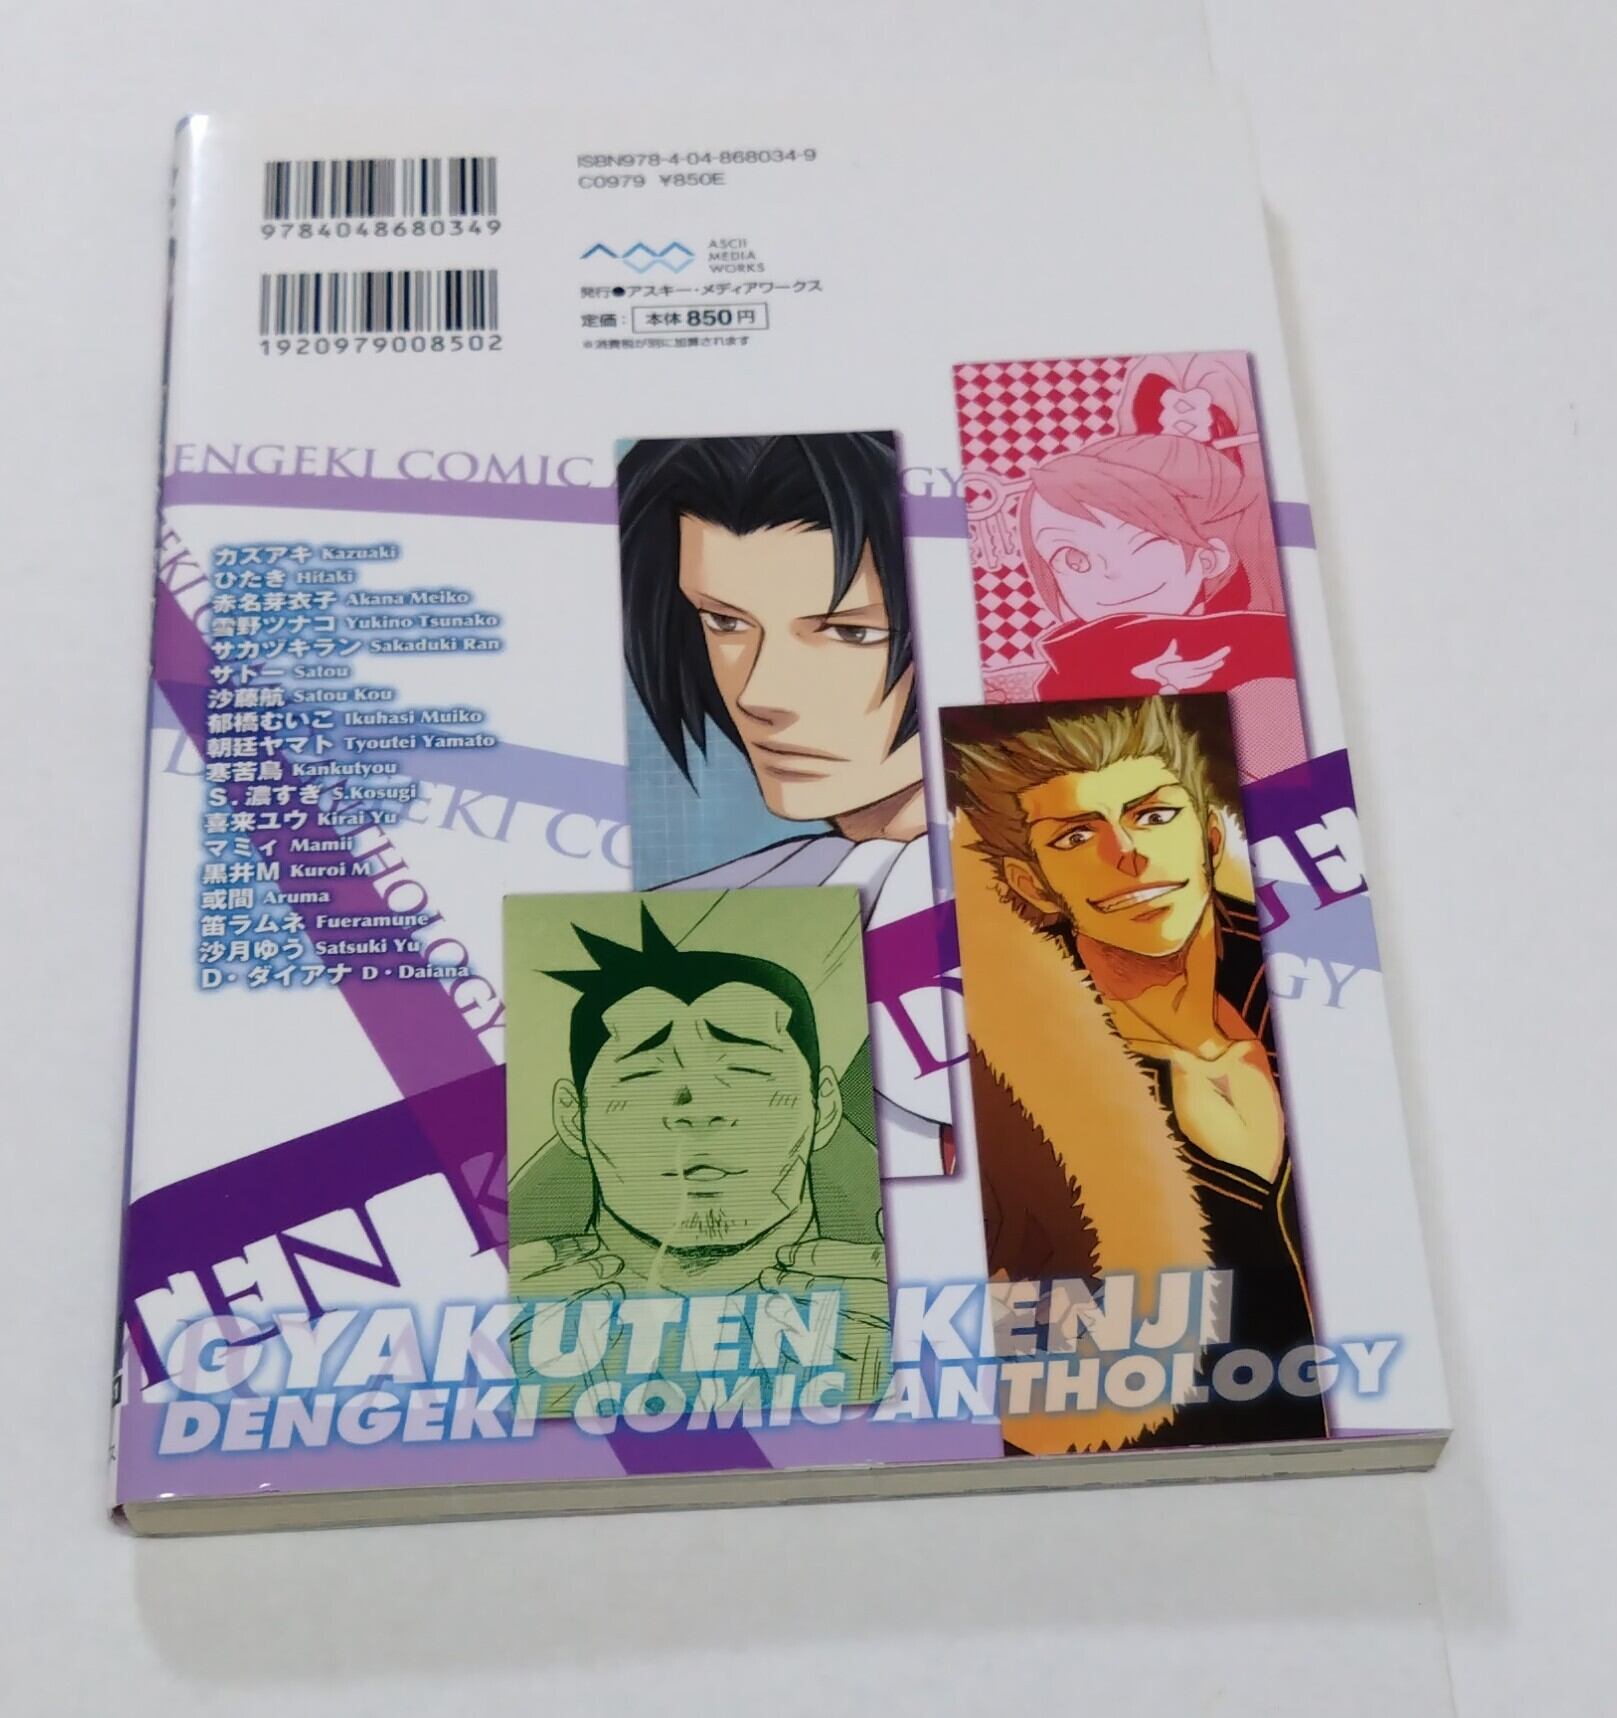 9784048680349
1920979008502
ISBN978-4-04-868034-9
C0979 ¥850E
ASCII
MEDIA
WORKS
発行●アスキー・メディアワークス
定価：本体850円
※消費税が別に加算されます
ENGEKI COMIC GY
カズアキ Kazuaki
ひたき Hitaki
赤名芽衣子 Akana Meiko
雪野ツナコ Yukino Tsunako
サカヅキラン Sakaduki Ran
サトー Satou
沙藤航 Satou Kou
郁橋むいこ Ikuhasi Muiko
朝廷ヤマト Tyoutei Yamato
寒苦鳥 Kankutyou
S.濃すぎ S.Kosugi
喜来ユウ Kirai Yu
マミィ Mamii
黒井M Kuroi M
或間 Aruma
笛ラムネ Fueramune
沙月ゆう Satsuki Yu
D・ダイアナ D・Daiana
GYAKUTEN KENJI
DENGEKI COMIC ANTHOLOGY